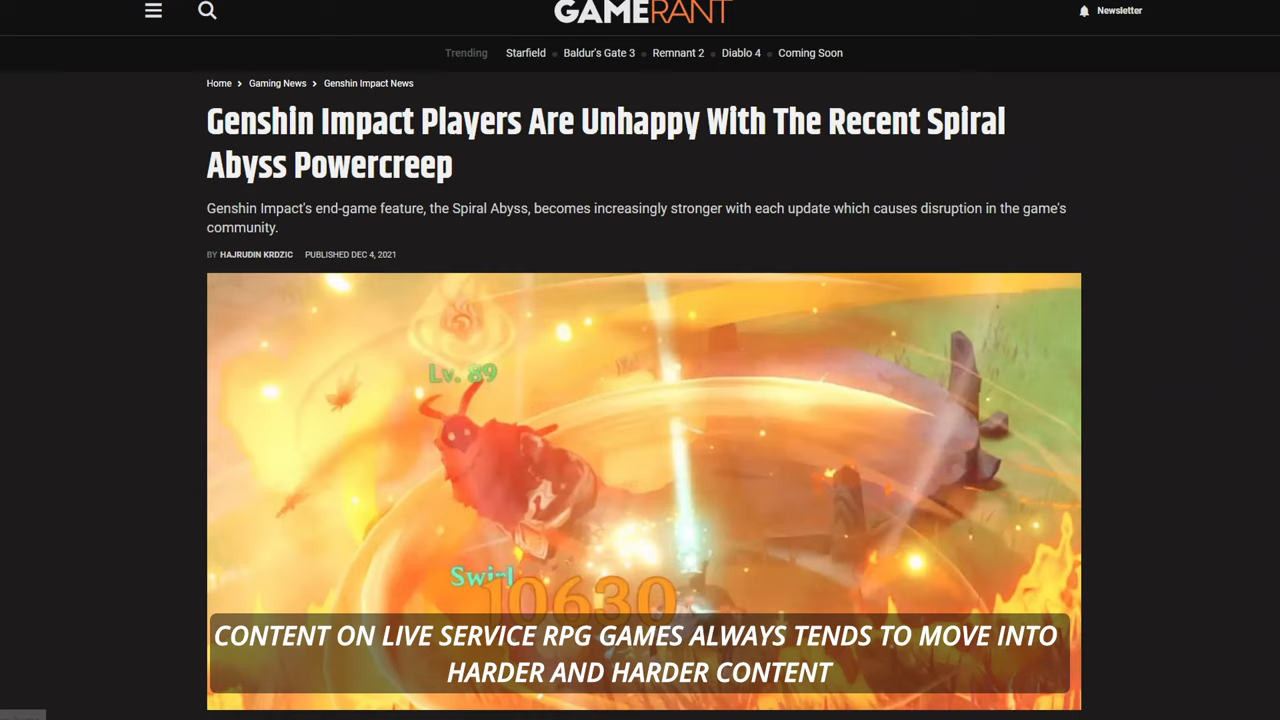 GAMERANT
Newsletter
Trending Starfield Baldur's Gate 3 Remnant 2 Diablo 4 Coming Soon
Home > Gaming News > Genshin Impact News
Genshin Impact Players Are Unhappy With The Recent Spiral
Abyss Powercreep
Genshin Impact's end-game feature, the Spiral Abyss, becomes increasingly stronger with each update which causes disruption in the game's
community.
BY HAJRUDIN KRDZIC PUBLISHED DEC 4, 2021
Lv. 89
Swirl
10630
CONTENT ON LIVE SERVICE RPG GAMES ALWAYS TENDS TO MOVE INTO
HARDER AND HARDER CONTENT